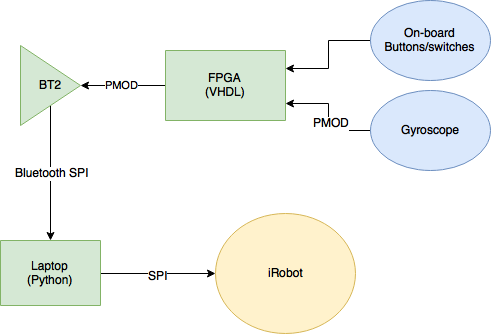 On-board
Buttons/switches
FPGA
(VHDL)
BT2
PMOD
PMOD
Gyroscope
Bluetooth SPI
Laptop
(Python)
SPI
iRobot